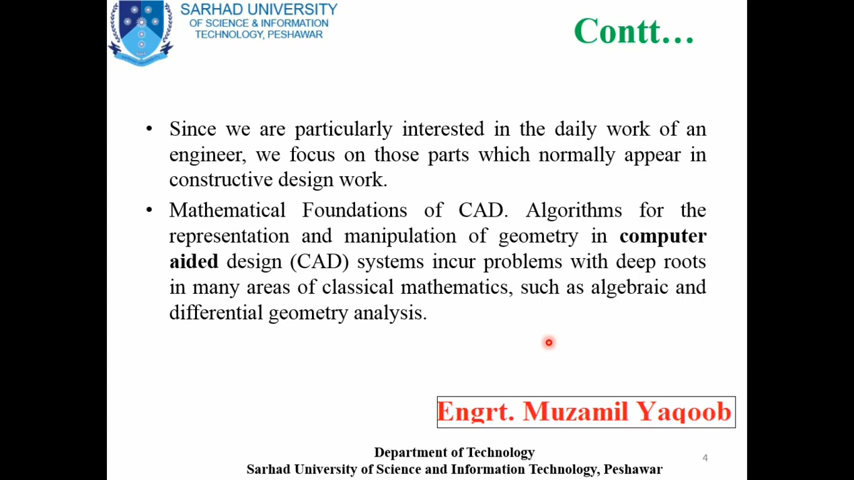 SARHAD UNIVERSITY
OF SCIENCE & INFORMATION
TECHNOLOGY, PESHAWAR
Contt…
• Since we are particularly interested in the daily work of an
engineer, we focus on those parts which normally appear in
constructive design work.
• Mathematical Foundations of CAD. Algorithms for the
representation and manipulation of geometry in computer
aided design (CAD) systems incur problems with deep roots
in many areas of classical mathematics, such as algebraic and
differential geometry analysis.
Engrt. Muzamil Yaqoob
Department of Technology
4
Sarhad University of Science and Information Technology, Peshawar